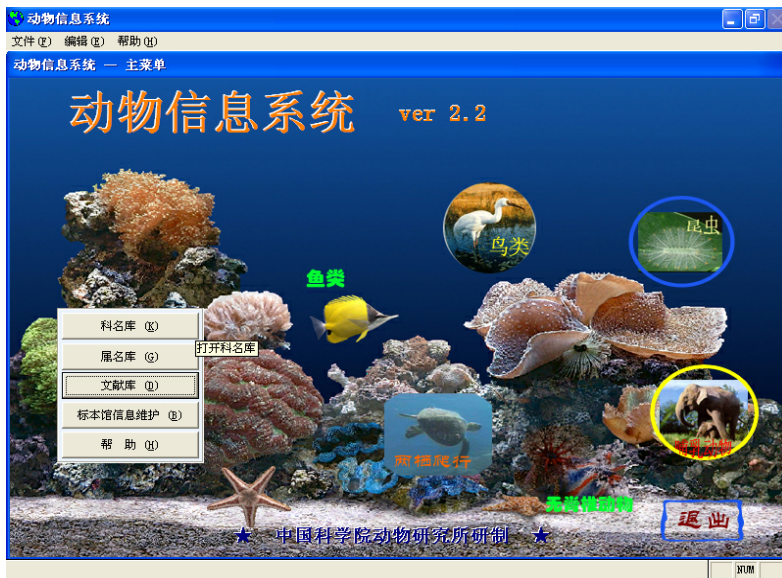 动物信息系统
文件(F) 编辑(E) 帮助(H)
动物信息系统 — 主菜单
动物信息系统 ver 2.2
鸟类
昆虫
鱼类
科名库 (K)
打开科名库
属名库 (G)
文献库 (D)
标本馆信息维护 (B)
帮 助 (H)
两栖爬行
哺乳动物
无脊椎动物
退出
★ 中国科学院动物研究所研制 ★
NUM